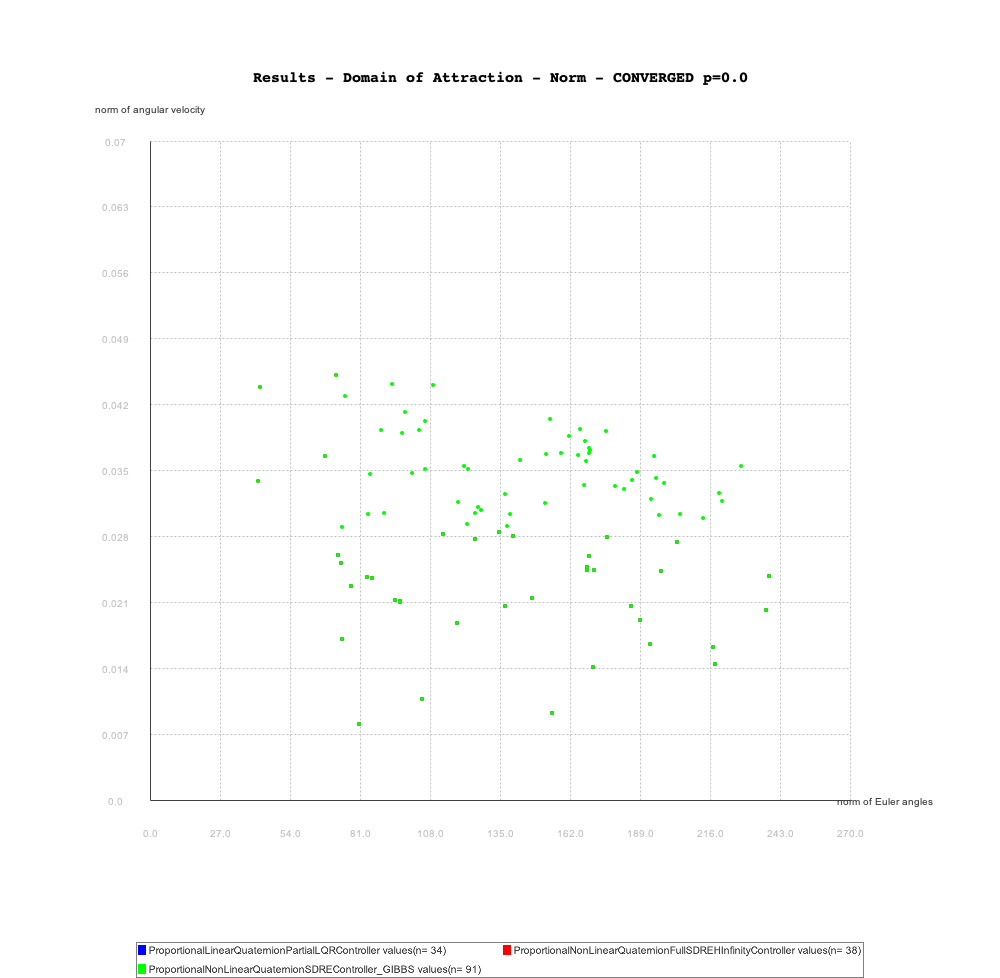 Results - Domain of Attraction - Norm - CONVERGED p=0.0
norm of angular velocity
0.07
0.063
0.056
0.049
0.042
0.035
0.028
0.021
0.014
0.007
0.0
norm of Euler angles
0.0 27.0 54.0 81.0 108.0 135.0 162.0 189.0 216.0 243.0 270.0
ProportionalLinearQuaternionPartialLQRController values(n= 34) ProportionalNonLinearQuaternionFullSDREHInfinityController values(n= 38)
ProportionalNonLinearQuaternionSDREController_GIBBS values(n= 91)